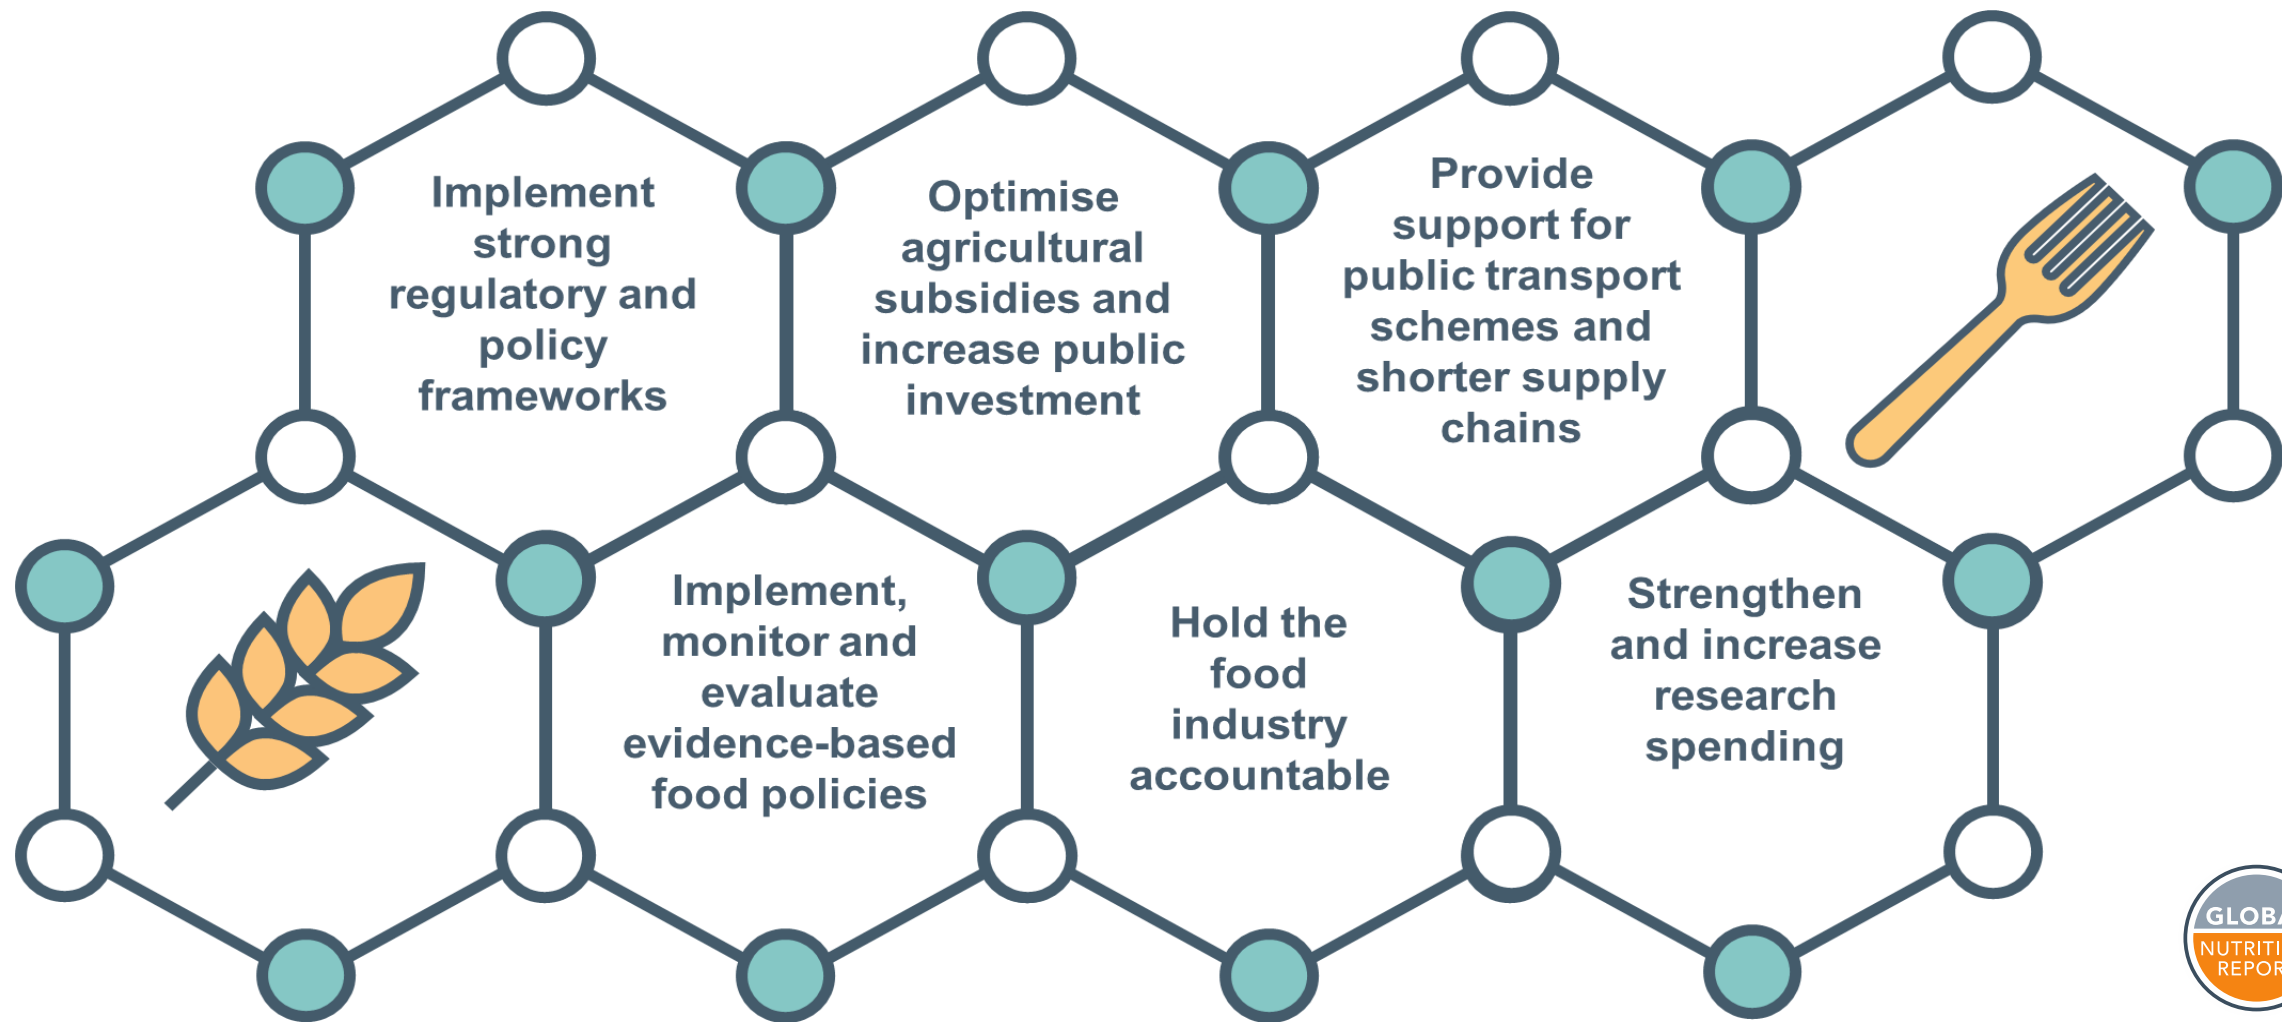 Implement
strong
regulatory and
policy
frameworks
Optimise
agricultural
subsidies and
increase public
investment
Provide
support for
public transport
schemes and
shorter supply
chains
Implement,
monitor and
evaluate
evidence-based
food policies
Hold the
food
industry
accountable
Strengthen
and increase
research
spending